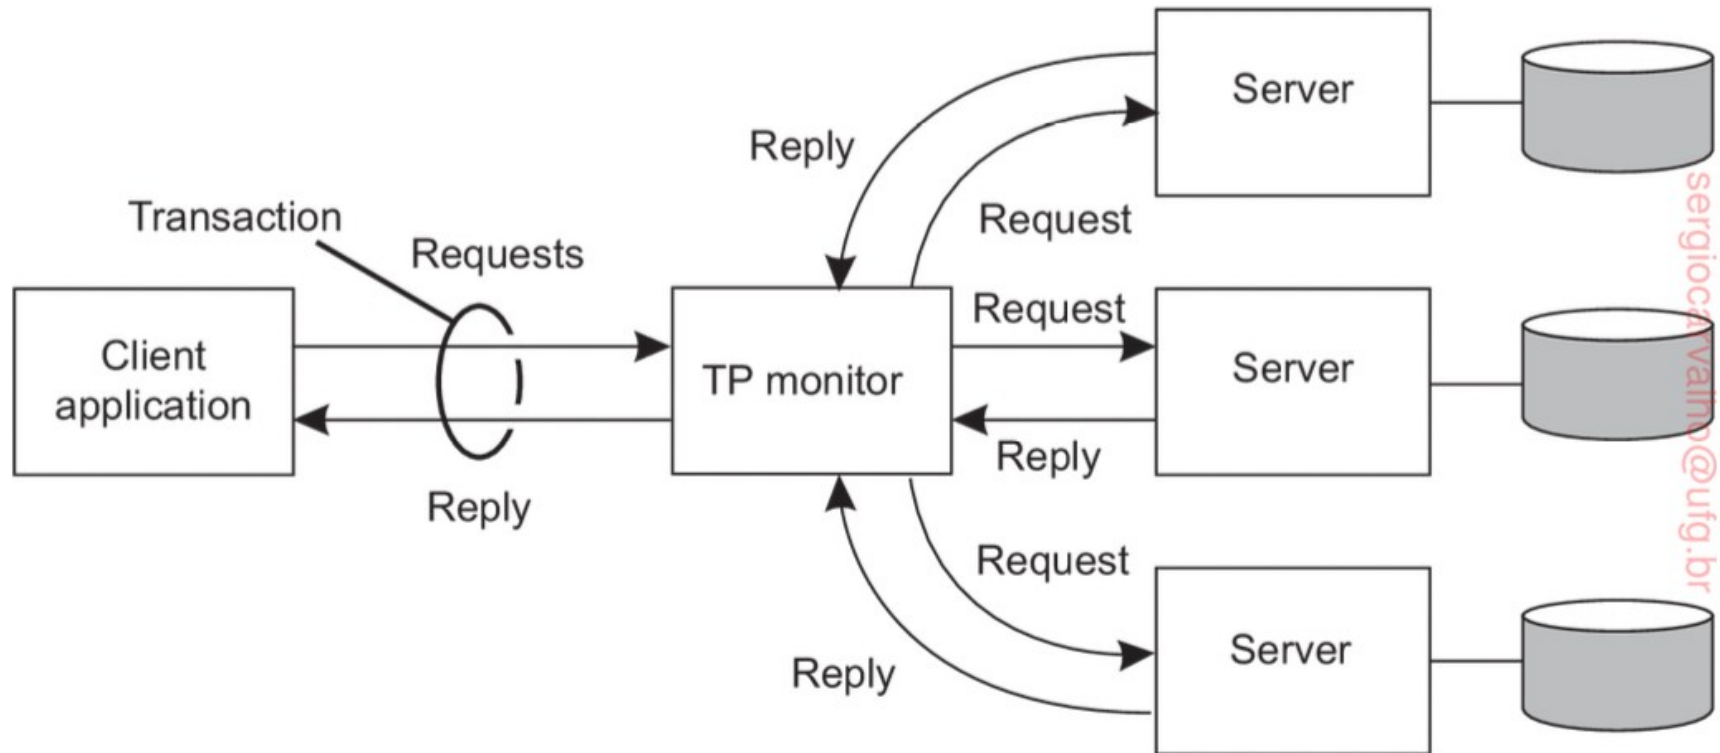 Server
Reply
Request
Transaction
Requests
Client
application
TP monitor
Request
Server
Reply
Reply
Request
Server
Reply
sergiocarvalho@ufg.br